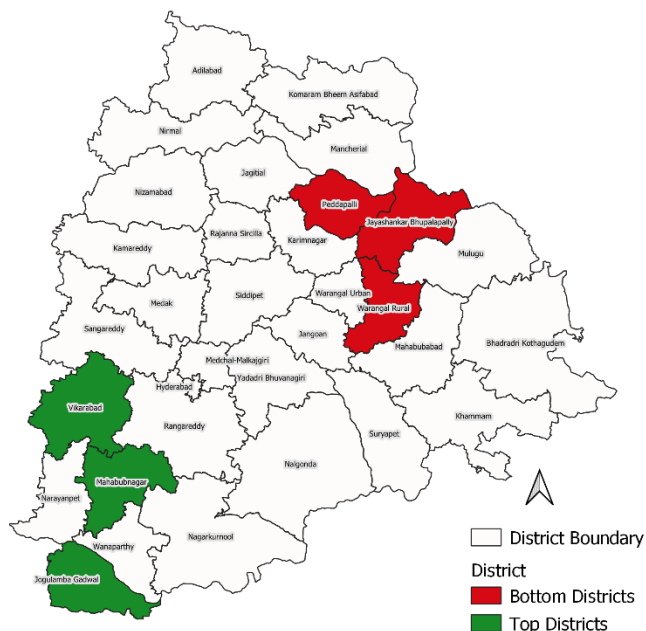 Adilabad
Komaram Bheem Asifabad
Nirmal
Mancherial
Jagitial
Nizamabad
Peddapalli
Jayashankar Bhupalapally
Rajanna Sircilla
Karimnagar
Kamareddy
Mulugu
Medak
Siddipet
Warangal Urban
Warangal Rural
Sangareddy
Jangoan
Mahabubabad
Bhadradri Kothagudem
Medchal-Malkajgiri
Yadadri Bhuvanagiri
Hyderabad
Vikarabad
Khammam
Rangareddy
Suryapet
Nalgonda
Mahabubnagar
Narayanpet
Nagarkurnool
Wanaparthy
Jogulamba Gadwal
District Boundary
District
Bottom Districts
Top Districts